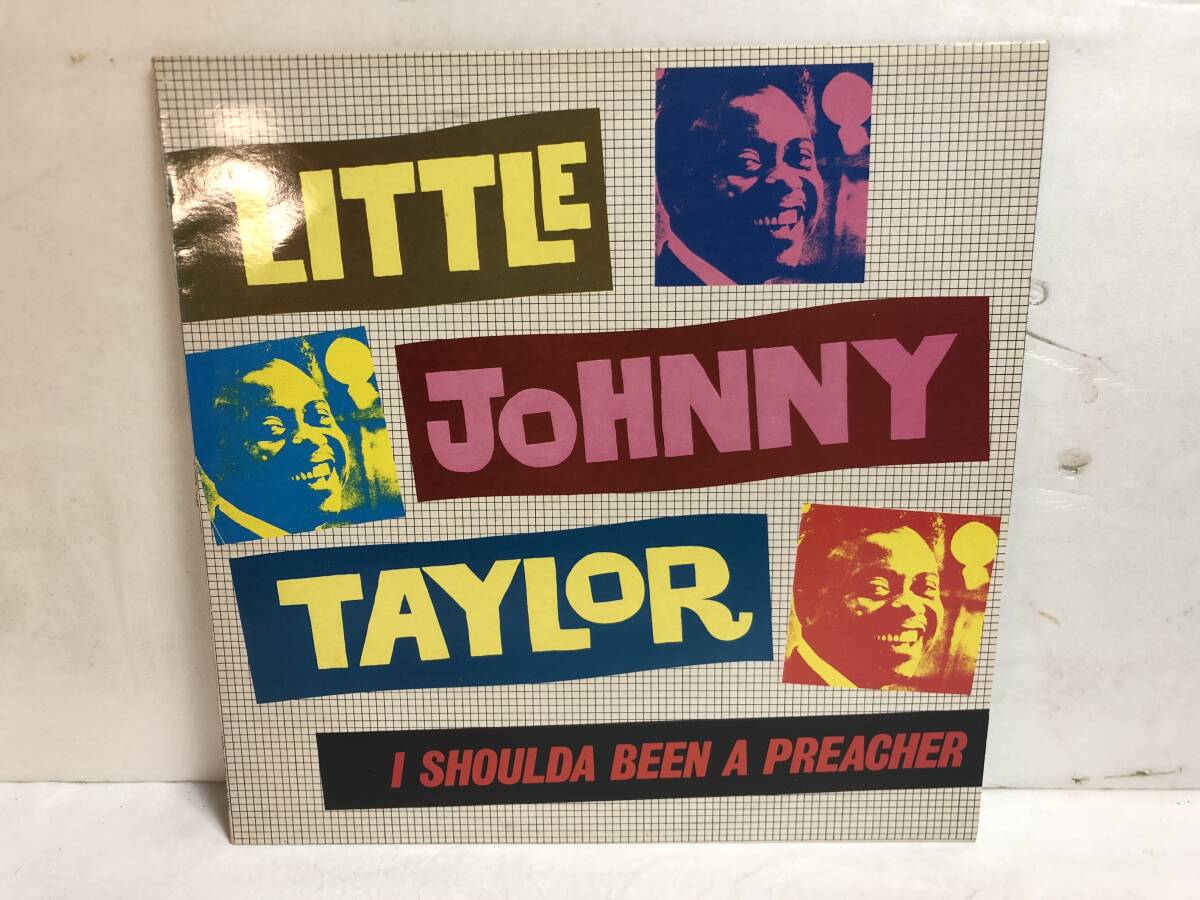 LITTLE
JOHNNY
TAYLOR
I SHOULDA BEEN A PREACHER